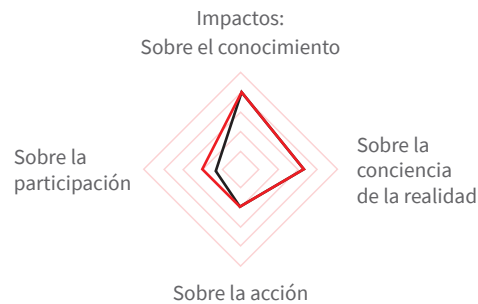 Impactos:
Sobre el conocimiento
Sobre la
participación
Sobre la
conciencia
de la realidad
Sobre la acción